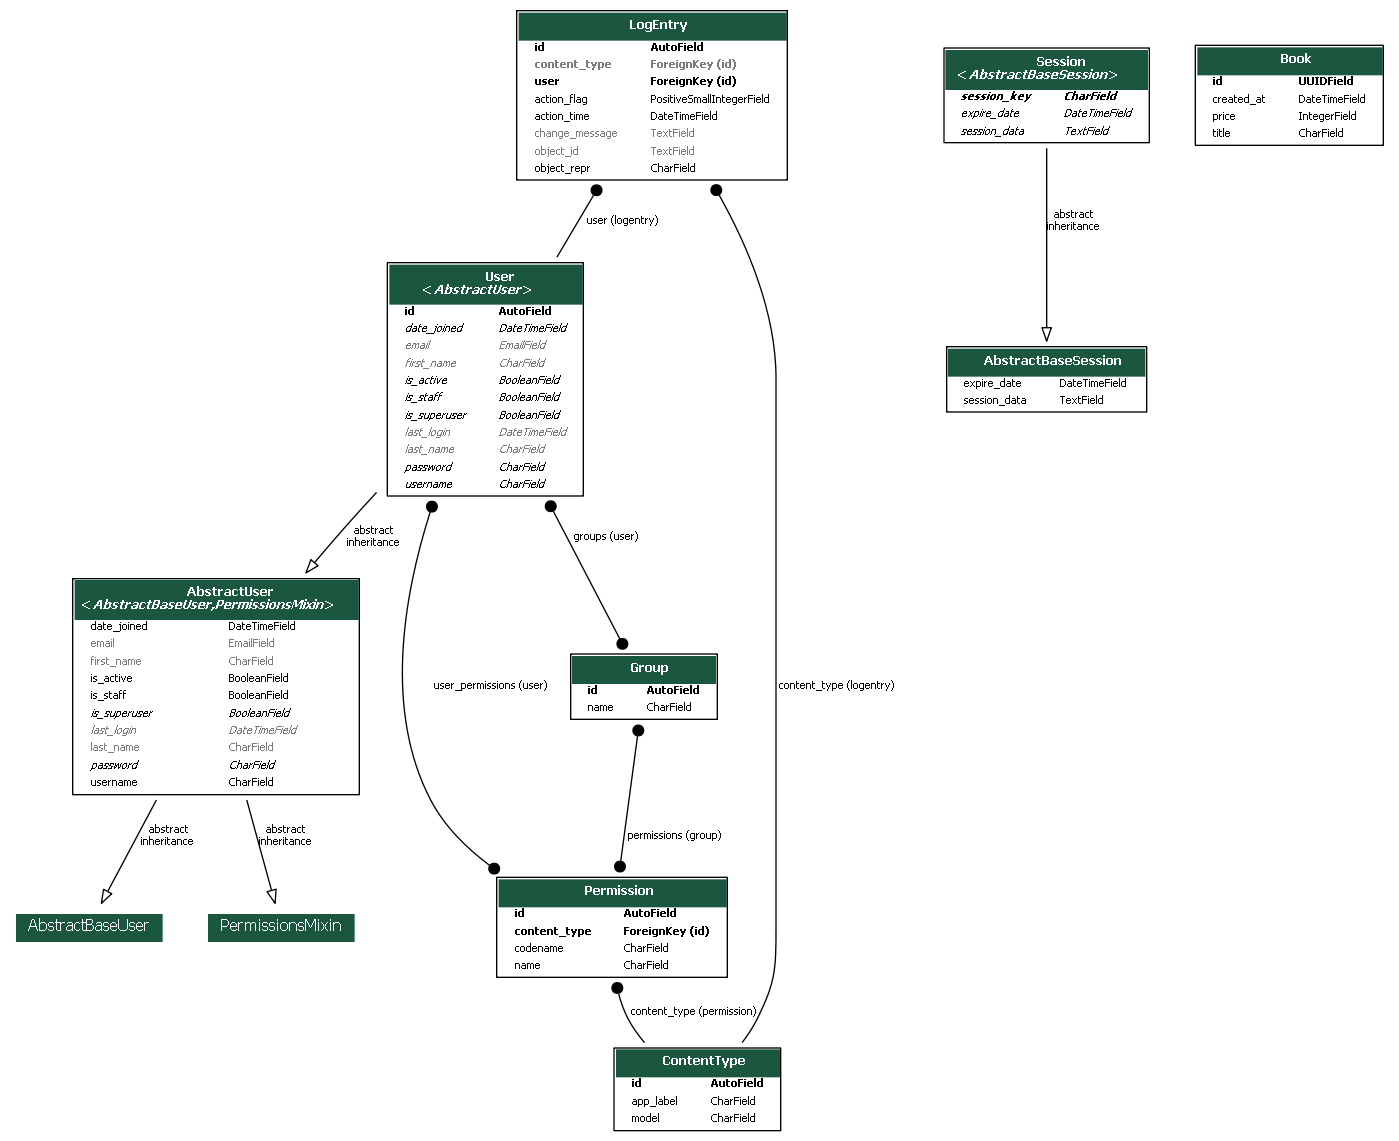 LogEntry
id AutoField
content_type ForeignKey (id)
user ForeignKey (id)
action_flag PositiveSmallIntegerField
action_time DateTimeField
change_message TextField
object_id TextField
object_repr CharField
Session
<AbstractBaseSession>
session_key CharField
expire_date DateTimeField
session_data TextField
Book
id UUIDField
created_at DateTimeField
price IntegerField
title CharField
user (logentry)
abstract
inheritance
User
<AbstractUser>
id AutoField
date_joined DateTimeField
email EmailField
first_name CharField
is_active BooleanField
is_staff BooleanField
is_superuser BooleanField
last_login DateTimeField
last_name CharField
password CharField
username CharField
AbstractBaseSession
expire_date DateTimeField
session_data TextField
abstract
inheritance
groups (user)
AbstractUser
<AbstractBaseUser,PermissionsMixin>
date_joined DateTimeField
email EmailField
first_name CharField
is_active BooleanField
is_staff BooleanField
is_superuser BooleanField
last_login DateTimeField
last_name CharField
password CharField
username CharField
user_permissions (user)
Group
id AutoField
name CharField
content_type (logentry)
abstract
inheritance
abstract
inheritance
permissions (group)
AbstractBaseUser
PermissionsMixin
Permission
id AutoField
content_type ForeignKey (id)
codename CharField
name CharField
content_type (permission)
ContentType
id AutoField
app_label CharField
model CharField